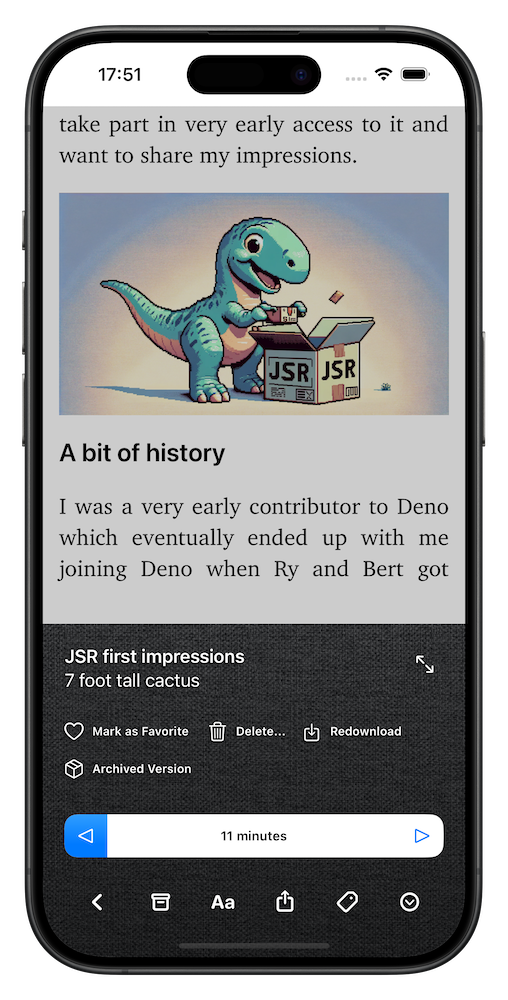 17:51
take part in very early access to it and
want to share my impressions.
JSR JSR
A bit of history
I was a very early contributor to Deno
which eventually ended up with me
joining Deno when Ry and Bert got
JSR first impressions
7 foot tall cactus
Mark as Favorite Delete... Redownload
Archived Version
11 minutes
Aa